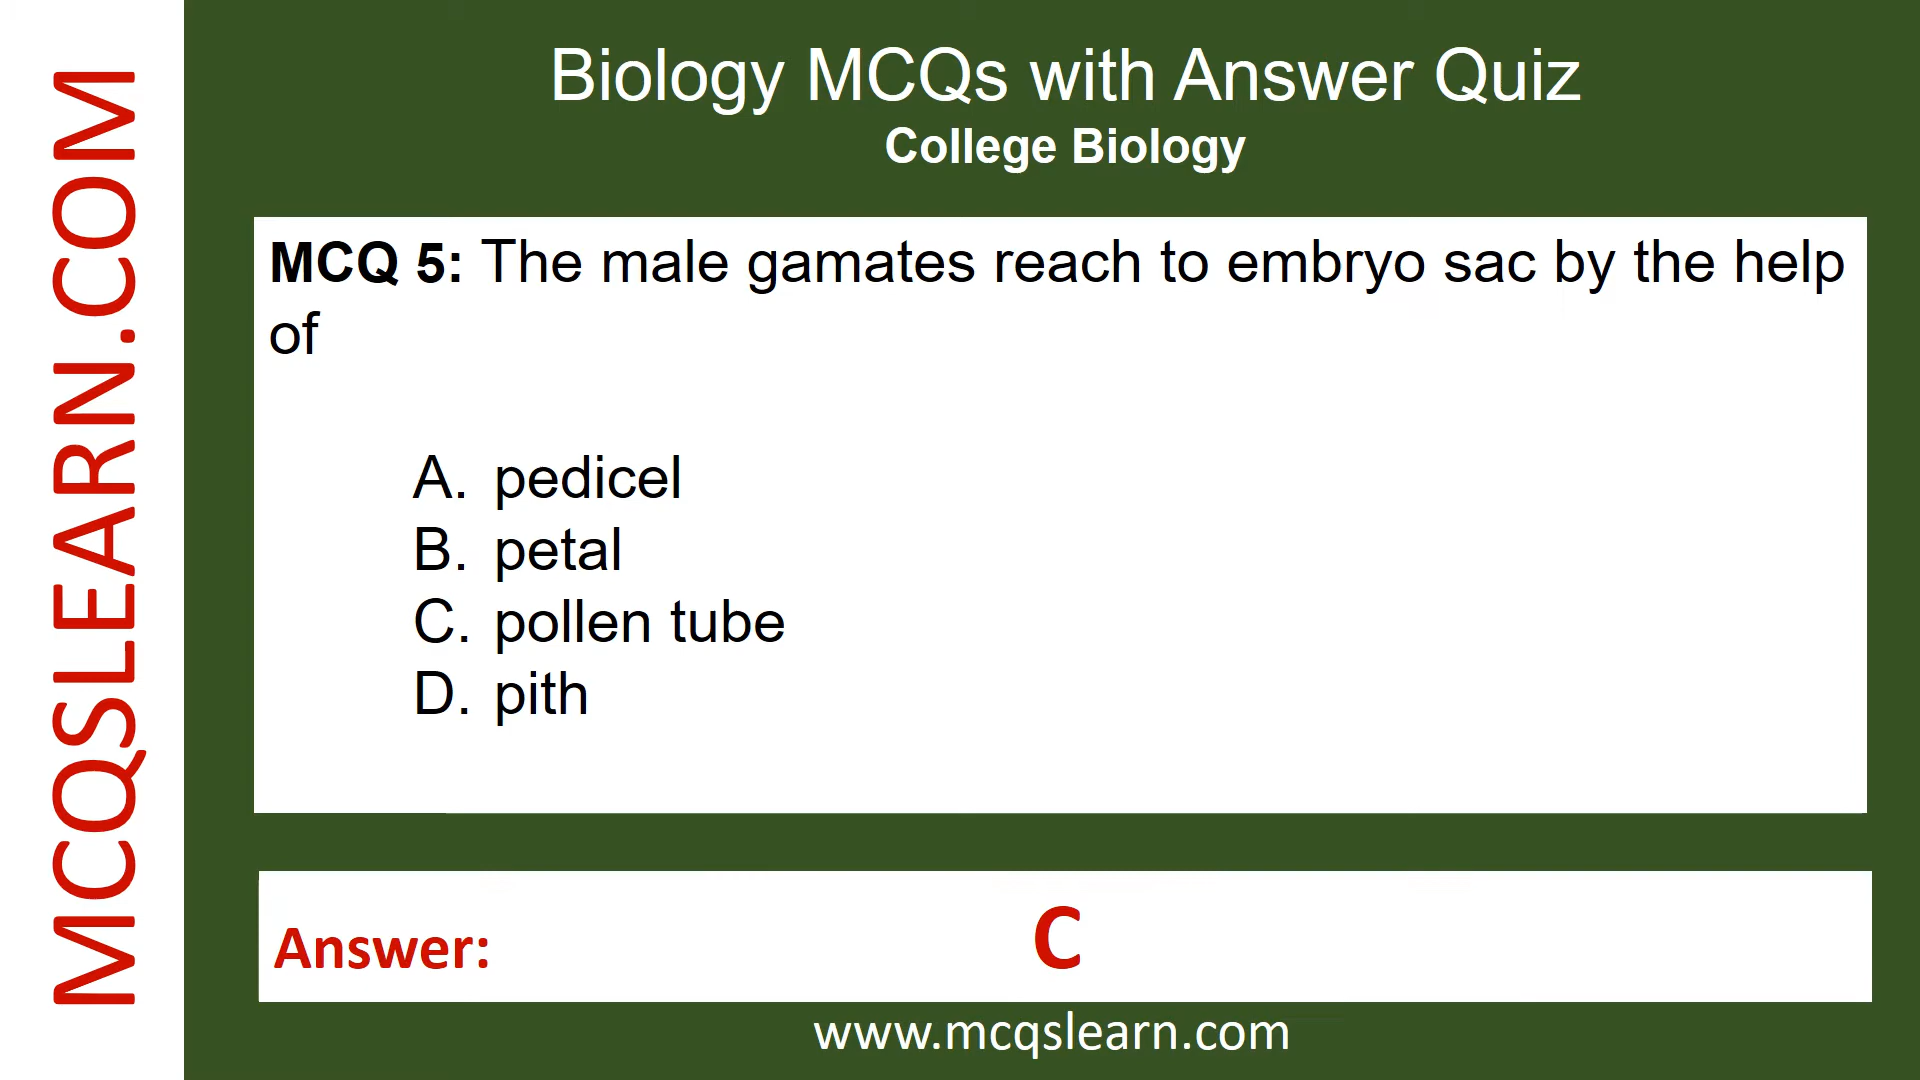 MCQSLEARN.COM
Biology MCQs with Answer Quiz
College Biology
MCQ 5: The male gamates reach to embryo sac by the help
of
A. pedicel
B. petal
C. pollen tube
D. pith
Answer: C
www.mcqslearn.com